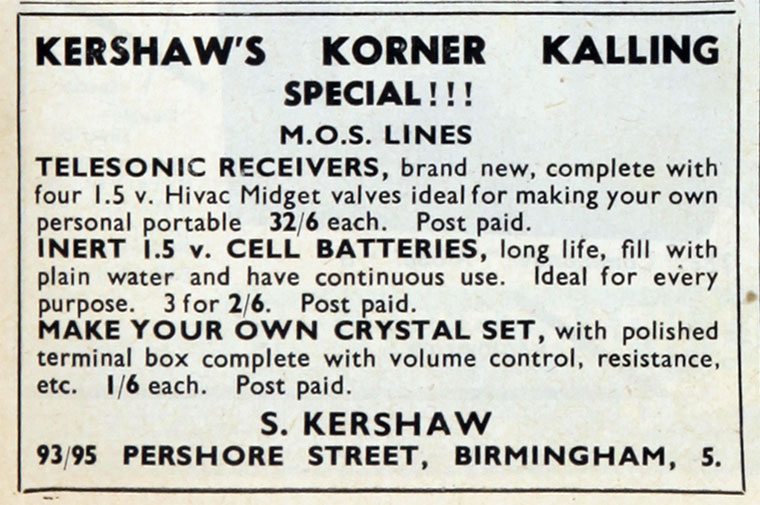 KERSHAW'S KORNER KALLING
SPECIAL!!!
M.O.S. LINES
TELESONIC RECEIVERS, brand new, complete with
four 1.5 v. Hivac Midget valves ideal for making your own
personal portable 32/6 each. Post paid.
INERT 1.5 v. CELL BATTERIES, long life, fill with
plain water and have continuous use. Ideal for every
purpose. 3 for 2/6. Post paid.
MAKE YOUR OWN CRYSTAL SET, with polished
terminal box complete with volume control, resistance,
etc. 1/6 each. Post paid.
S. KERSHAW
93/95 PERSHORE STREET, BIRMINGHAM, 5.